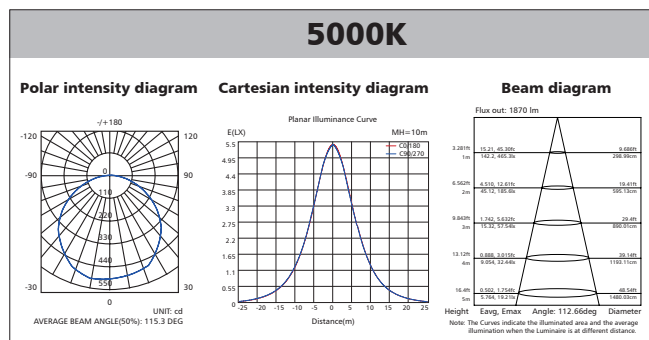 5000K
Polar intensity diagram
Cartesian intensity diagram
Beam diagram
-/+180
-120
120
-90
90
0
110
220
330
440
550
-30
30
0
UNIT: cd
AVERAGE BEAM ANGLE(50%): 115.3 DEG
Planar Illuminance Curve
E(LX)
MH=10m
C0/180
C90/270
5.5
4.95
4.4
3.85
3.3
2.75
2.2
1.65
1.1
0.55
0
-25 -20 -15 -10 -5 0 5 10 15 20 25
Distance(m)
Flux out: 1870 lm
3.281ft 15.21, 45.30fc 9.686ft
1m 142.2, 465.3lx 298.99cm
6.562ft 4.510, 12.61fc 19.41ft
2m 45.12, 185.6lx 595.13cm
9.843ft 1.742, 5.632fc 29.4ft
3m 15.32, 57.54lx 890.01cm
13.12ft 0.888, 3.015fc 39.14ft
4m 9.054, 32.44lx 1193.11cm
16.4ft 0.502, 1.754fc 48.54ft
5m 5.764, 19.21lx 1480.03cm
Height Eavg, Emax Angle: 112.66deg Diameter
Note: The Curves indicate the illuminated area and the average
illumination when the Luminaire is at different distance.